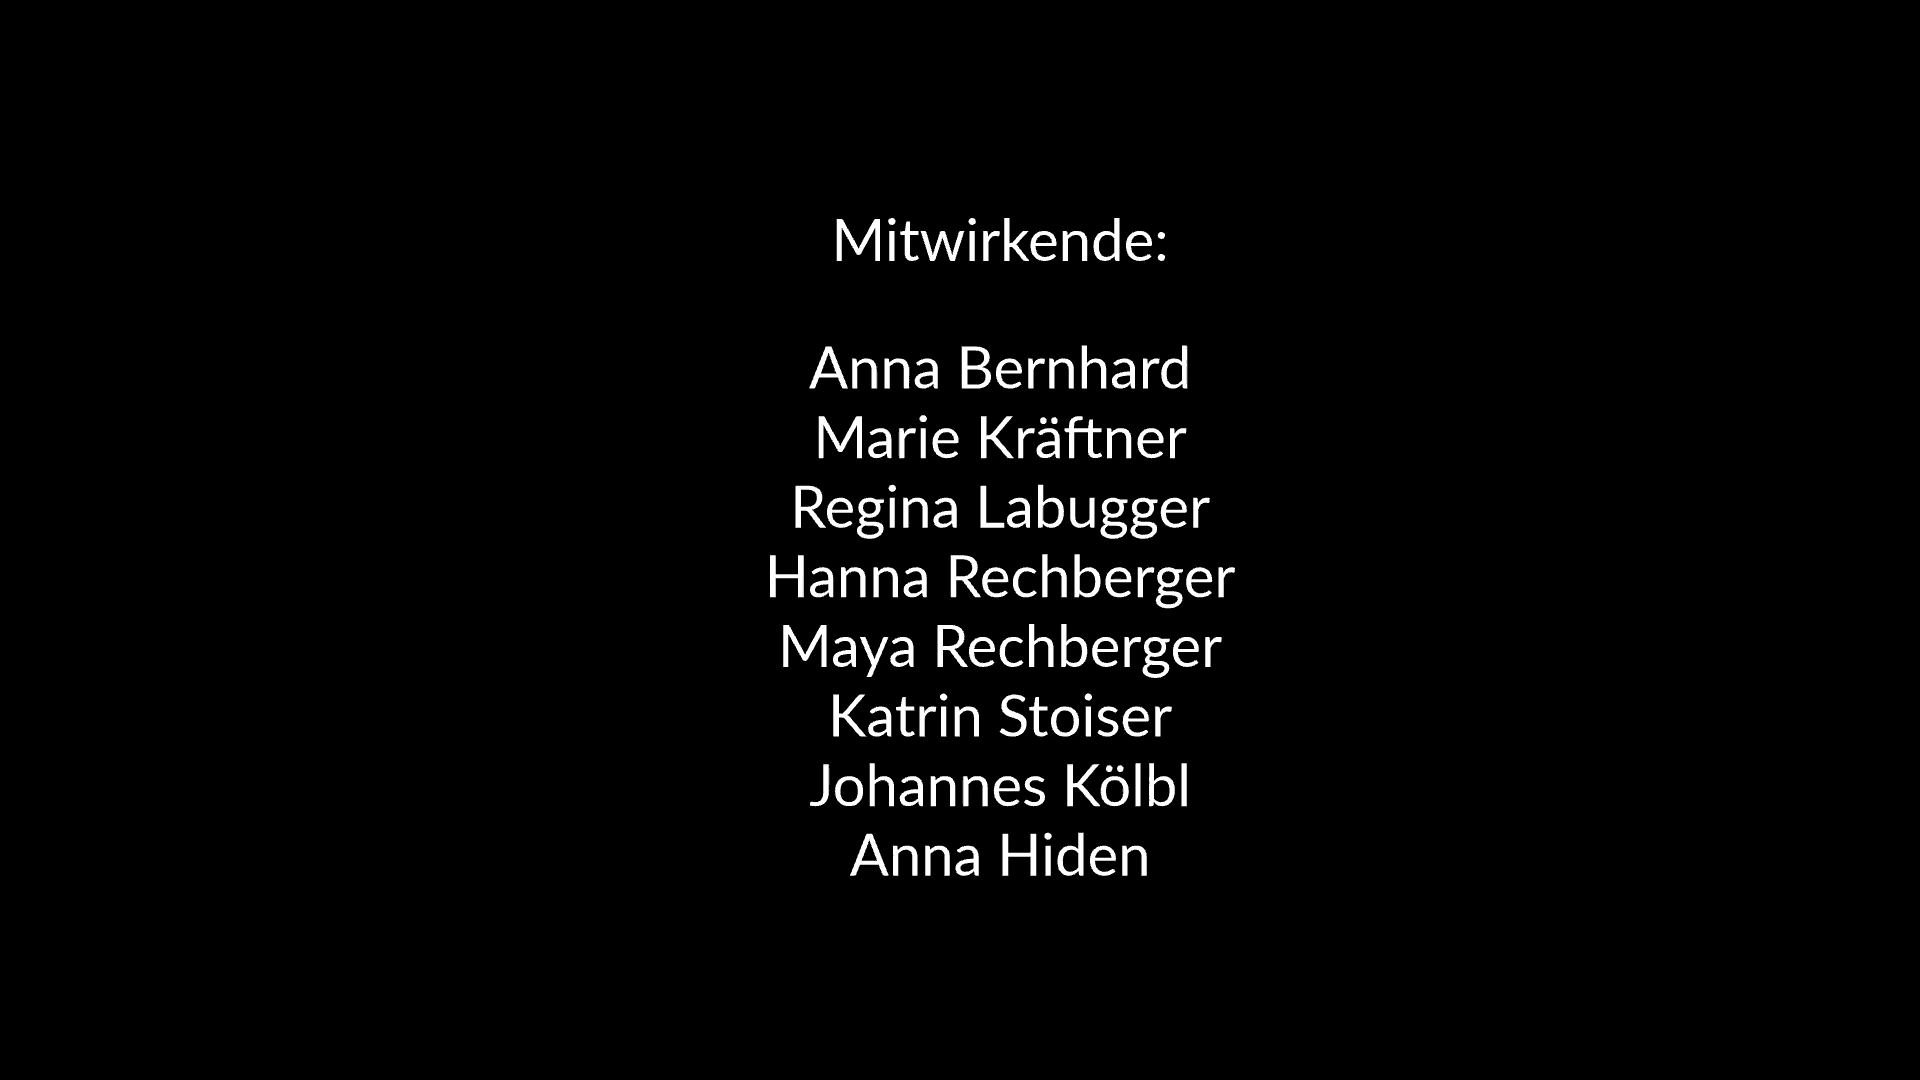 Mitwirkende:
Anna Bernhard
Marie Kräftner
Regina Labugger
Hanna Rechberger
Maya Rechberger
Katrin Stoiser
Johannes Kölbl
Anna Hiden